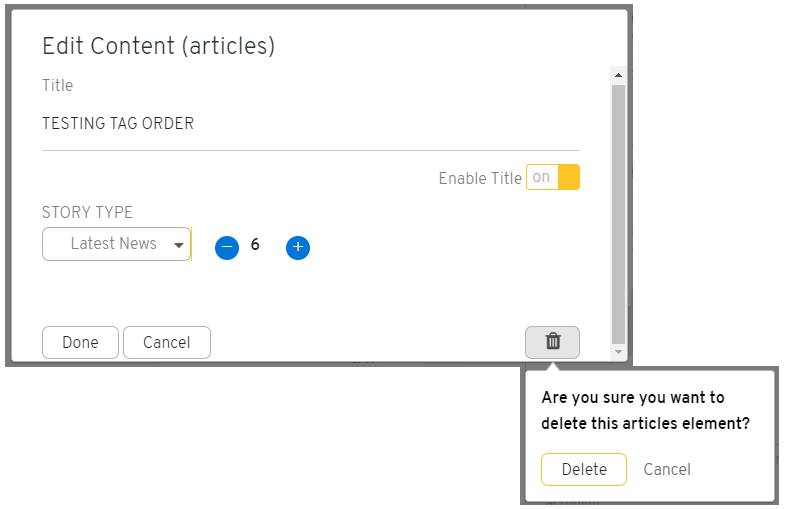 Edit Content (articles)
Title
TESTING TAG ORDER
Enable Title on
STORY TYPE
Latest News 6
Done Cancel
Are you sure you want to
delete this articles element?
Delete Cancel